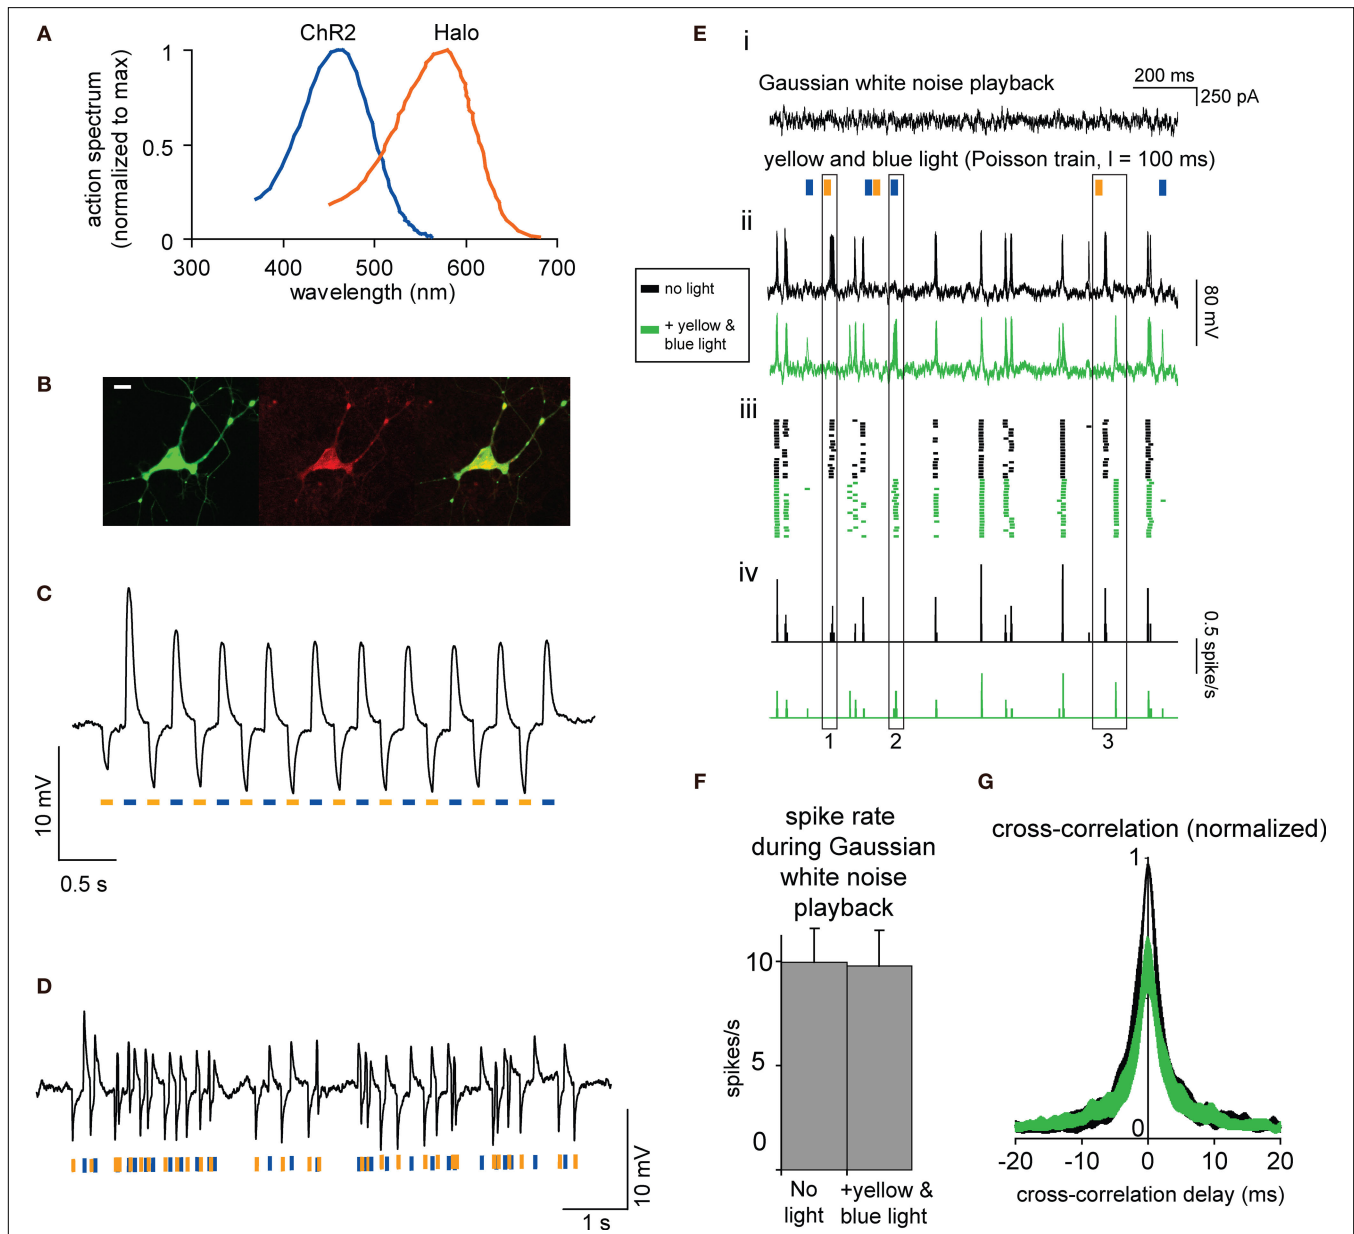 A
ChR2
Halo
action spectrum
(normalized to max)
1
0.5
0
300
400
500
600
700
wavelength (nm)
B
C
10 mV
0.5 s
D
10 mV
1 s
E
i
200 ms
250 pA
Gaussian white noise playback
yellow and blue light (Poisson train, I = 100 ms)
ii
no light
+ yellow &
blue light
80 mV
iii
iv
0.5 spike/s
1
2
3
F
spike rate
during Gaussian
white noise
playback
spikes/s
10
5
0
No
light
+yellow &
blue light
G
cross-correlation (normalized)
1
0
-20
-10
0
10
20
cross-correlation delay (ms)